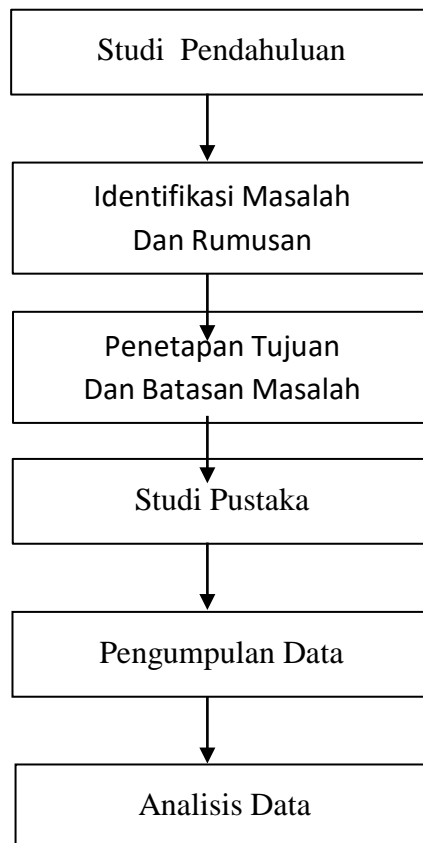 Studi Pendahuluan
Identifikasi Masalah
Dan Rumusan
Penetapan Tujuan
Dan Batasan Masalah
Studi Pustaka
Pengumpulan Data
Analisis Data